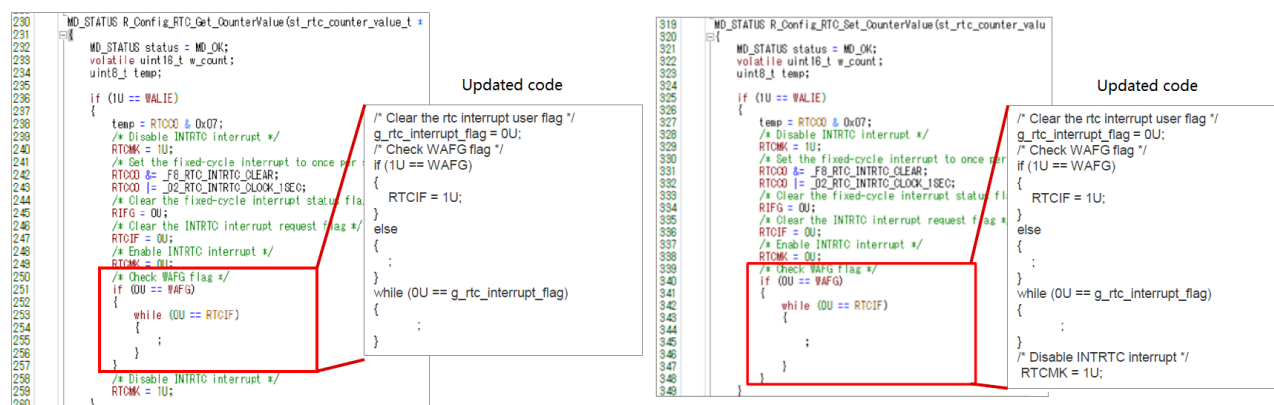 230 MD_STATUS R_Config_RTC_Get_CounterValue(st_rtc_counter_value_t *
231 {
232 MD_STATUS status = MD_OK;
233 volatile uint16_t w_count;
234 uint8_t temp;
235
236 if (1U == WALIE)
237 {
238 temp = RTCC0 & 0x07;
239 /* Disable INTRTC interrupt */
240 RTCMK = 1U;
241 /* Set the fixed-cycle interrupt to once per s
242 RTCC0 &= _F8_RTC_INTRTC_CLEAR;
243 RTCC0 |= _02_RTC_INTRTC_CLOCK_1SEC;
244 /* Clear the fixed-cycle interrupt status fla
245 RIFG = 0U;
246 /* Clear the INTRTC interrupt request flag */
247 RTCIF = 0U;
248 /* Enable INTRTC interrupt */
249 RTCMK = 0U;
250 /* Check WAFG flag */
251 if (0U == WAFG)
252 {
253 while (0U == RTCIF)
254 {
255 ;
256 }
257 }
258 /* Disable INTRTC interrupt */
259 RTCMK = 1U;
260 }
Updated code
/* Clear the rtc interrupt user flag */
g_rtc_interrupt_flag = 0U;
/* Check WAFG flag */
if (1U == WAFG)
{
RTCIF = 1U;
}
else
{
;
}
while (0U == g_rtc_interrupt_flag)
{
;
}
319 MD_STATUS R_Config_RTC_Set_CounterValue(st_rtc_counter_valu
320 {
321 MD_STATUS status = MD_OK;
322 volatile uint16_t w_count;
323 uint8_t temp;
324
325 if (1U == WALIE)
326 {
327 temp = RTCC0 & 0x07;
328 /* Disable INTRTC interrupt */
329 RTCMK = 1U;
330 /* Set the fixed-cycle interrupt to once per
331 RTCC0 &= _F8_RTC_INTRTC_CLEAR;
332 RTCC0 |= _02_RTC_INTRTC_CLOCK_1SEC;
333 /* Clear the fixed-cycle interrupt status fl
334 RIFG = 0U;
335 /* Clear the INTRTC interrupt request flag *
336 RTCIF = 0U;
337 /* Enable INTRTC interrupt */
338 RTCMK = 0U;
339 /* Check WAFG flag */
340 if (0U == WAFG)
341 {
342 while (0U == RTCIF)
343 {
344
345 ;
346
347 }
348 }
349 }
Updated code
/* Clear the rtc interrupt user flag */
g_rtc_interrupt_flag = 0U;
/* Check WAFG flag */
if (1U == WAFG)
{
RTCIF = 1U;
}
else
{
;
}
while (0U == g_rtc_interrupt_flag)
{
;
}
/* Disable INTRTC interrupt */
RTCMK = 1U;